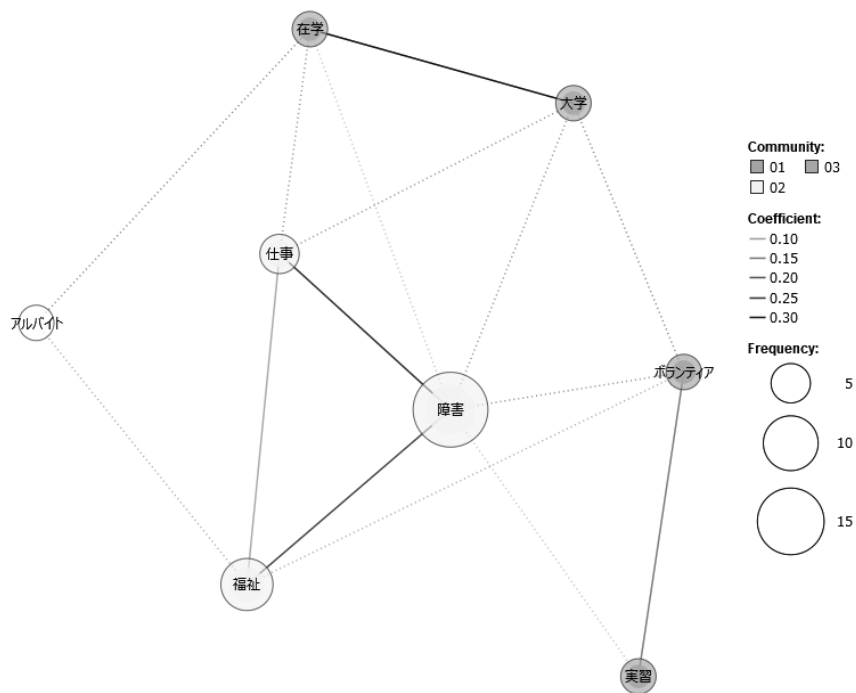 在学
大学
仕事
アルバイト
ボランティア
障害
福祉
実習
Community:
01 03
02
Coefficient:
0.10
0.15
0.20
0.25
0.30
Frequency:
5
10
15